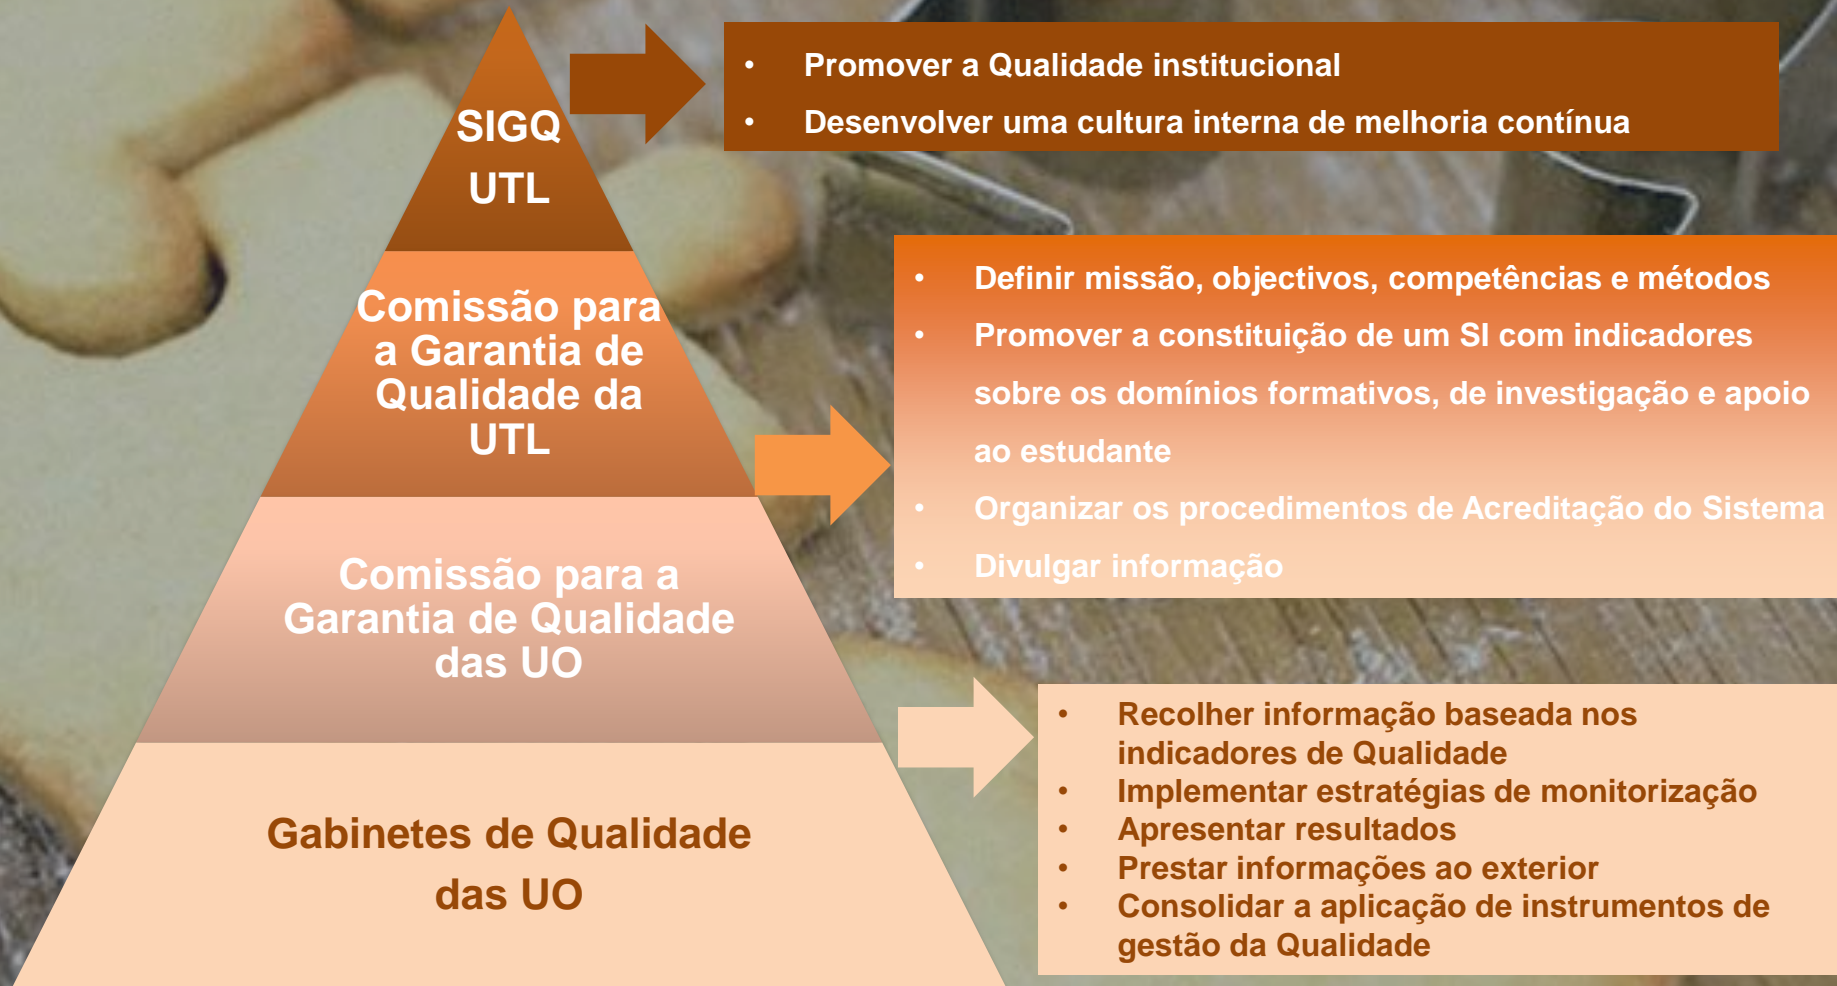 SIGQ
UTL
• Promover a Qualidade institucional
• Desenvolver uma cultura interna de melhoria contínua
Comissão para
a Garantia de
Qualidade da
UTL
• Definir missão, objectivos, competências e métodos
• Promover a constituição de um SI com indicadores
sobre os domínios formativos, de investigação e apoio
ao estudante
• Organizar os procedimentos de Acreditação do Sistema
• Divulgar informação
Comissão para a
Garantia de Qualidade
das UO
Gabinetes de Qualidade
das UO
• Recolher informação baseada nos
indicadores de Qualidade
• Implementar estratégias de monitorização
• Apresentar resultados
• Prestar informações ao exterior
• Consolidar a aplicação de instrumentos de
gestão da Qualidade